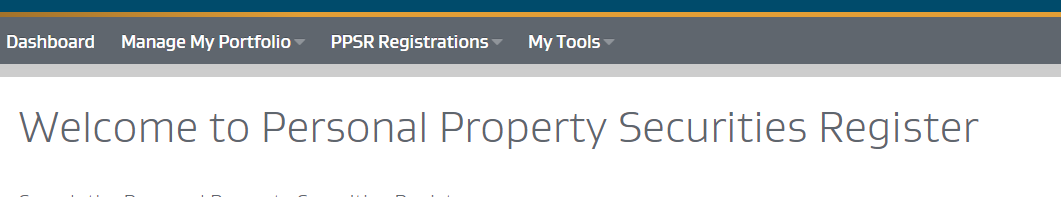 Dashboard Manage My Portfolio PPSR Registrations My Tools
Welcome to Personal Property Securities Register